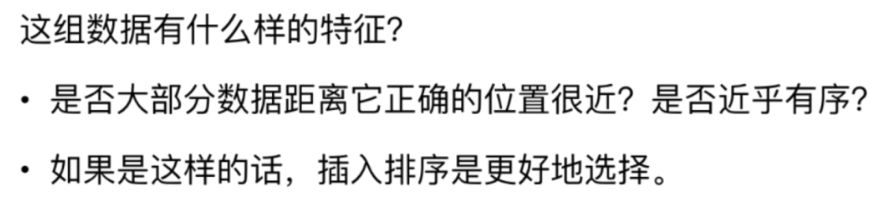 这组数据有什么样的特征？
• 是否大部分数据距离它正确的位置很近？是否近乎有序？
• 如果是这样的话，插入排序是更好地选择。